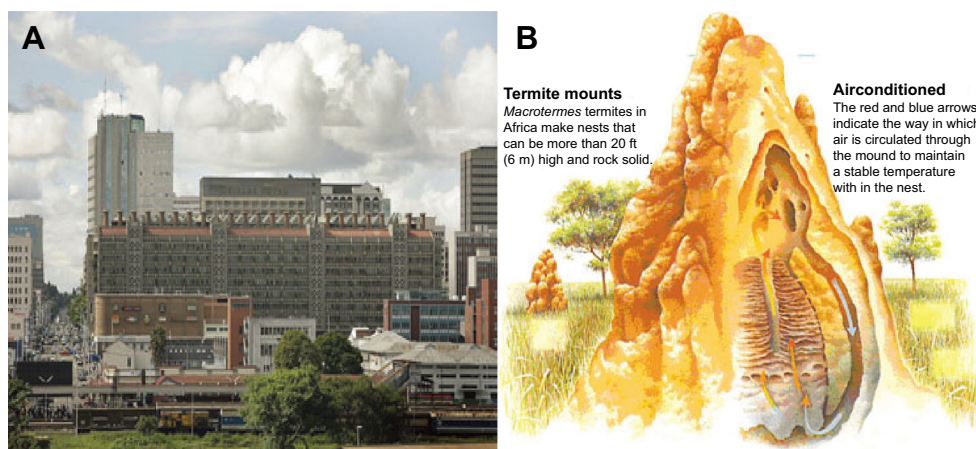 A
B
Termite mounts
Macrotermes termites in
Africa make nests that
can be more than 20 ft
(6 m) high and rock solid.
Airconditioned
The red and blue arrows
indicate the way in which
air is circulated through
the mound to maintain
a stable temperature
with in the nest.